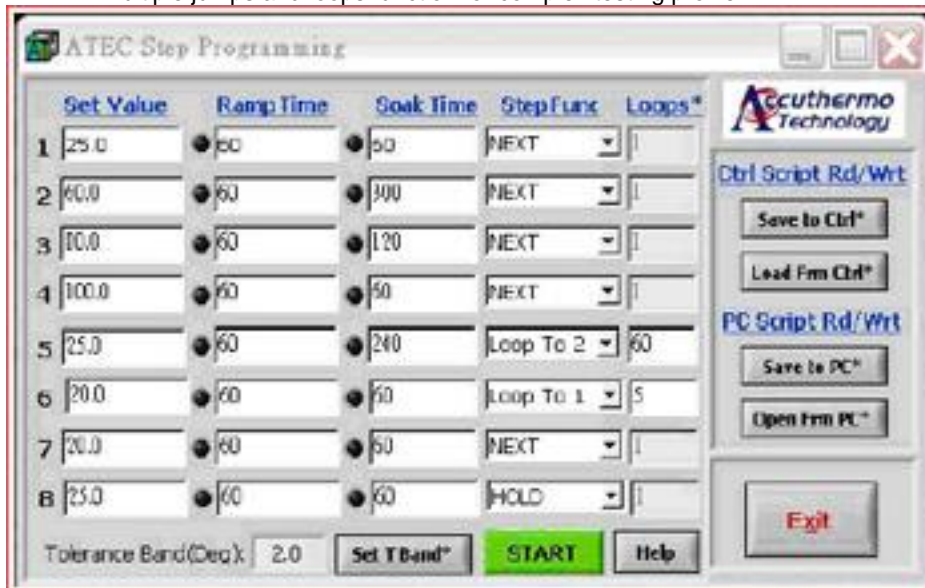 ATEC Step Programming
Set Value Ramp Time Soak Time Step Func Loops*
1 25.0 60 60 NEXT 1
2 60.0 60 300 NEXT 1
3 60 120 NEXT 1
4 100.0 60 60 NEXT 1
5 25.0 60 240 Loop To 2 60
6 20.0 60 60 Loop To 1 5
7 20.0 60 60 NEXT 1
8 25.0 60 60 HOLD 1
Tolerance Band(Deg): 2.0 Set T Band* START Help
Accuthermo
Technology
Ctrl Script Rd/Wrt
Save to Ctrl*
Load Frm Ctrl*
PC Script Rd/Wrt
Save to PC*
Open Frm PC*
Exit